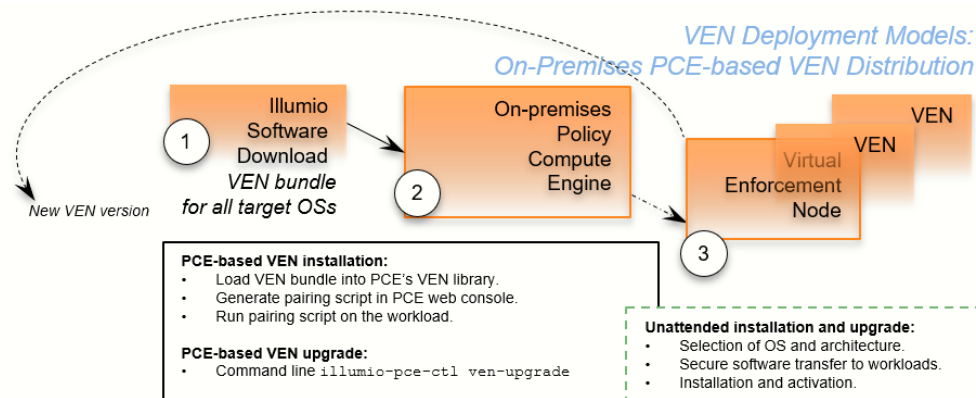 VEN Deployment Models:
On-Premises PCE-based VEN Distribution
Illumio
Software
Download
VEN bundle
for all target OSs
1
On-premises
Policy
Compute
Engine
2
VEN
VEN
Virtual
Enforcement
Node
3
New VEN version
PCE-based VEN installation:
• Load VEN bundle into PCE's VEN library.
• Generate pairing script in PCE web console.
• Run pairing script on the workload.
PCE-based VEN upgrade:
• Command line illumio-pce-ctl ven-upgrade
Unattended installation and upgrade:
• Selection of OS and architecture.
• Secure software transfer to workloads.
• Installation and activation.